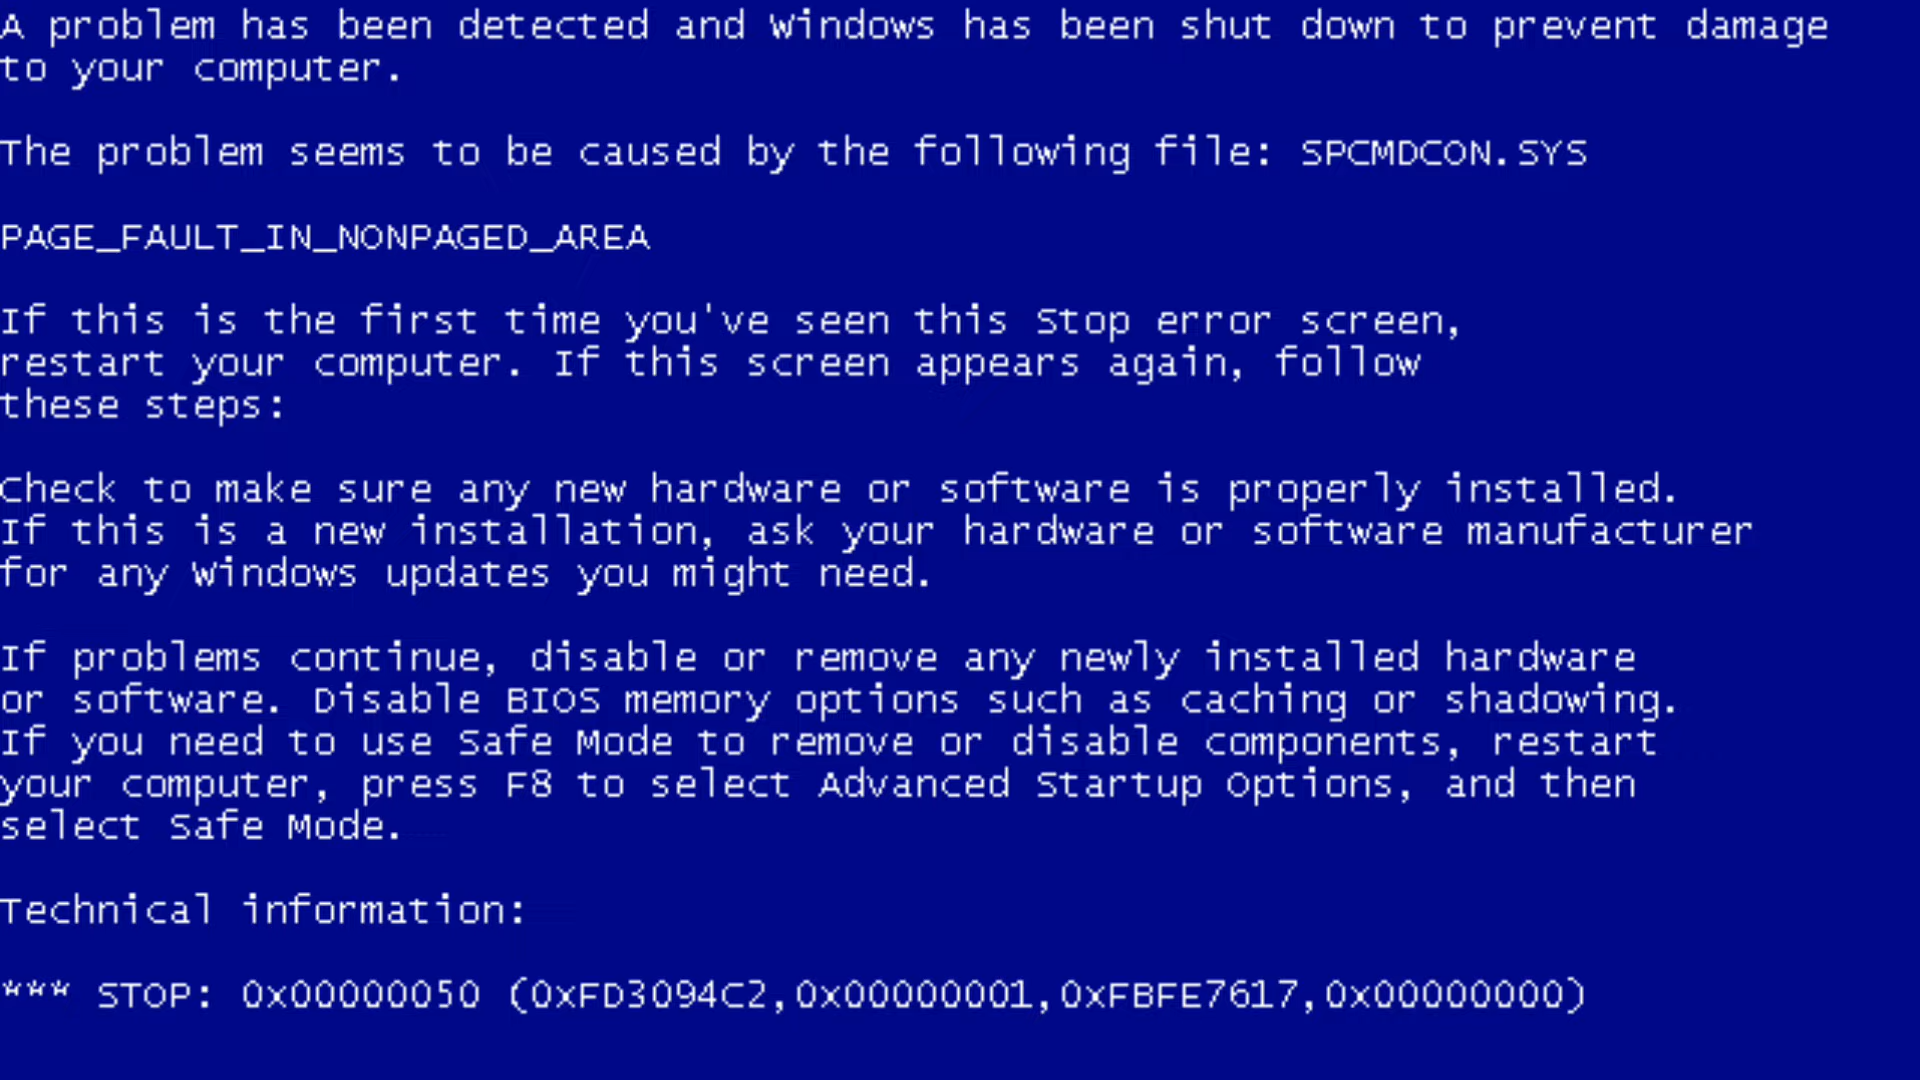 A problem has been detected and Windows has been shut down to prevent damage
to your computer.
The problem seems to be caused by the following file: SPCMDCON.SYS
PAGE_FAULT_IN_NONPAGED_AREA
If this is the first time you've seen this Stop error screen,
restart your computer. If this screen appears again, follow
these steps:
Check to make sure any new hardware or software is properly installed.
If this is a new installation, ask your hardware or software manufacturer
for any Windows updates you might need.
If problems continue, disable or remove any newly installed hardware
or software. Disable BIOS memory options such as caching or shadowing.
If you need to use Safe Mode to remove or disable components, restart
your computer, press F8 to select Advanced Startup Options, and then
select Safe Mode.
Technical information:
*** STOP: 0x00000050 (0xFD3094C2,0x00000001,0xFBFE7617,0x00000000)